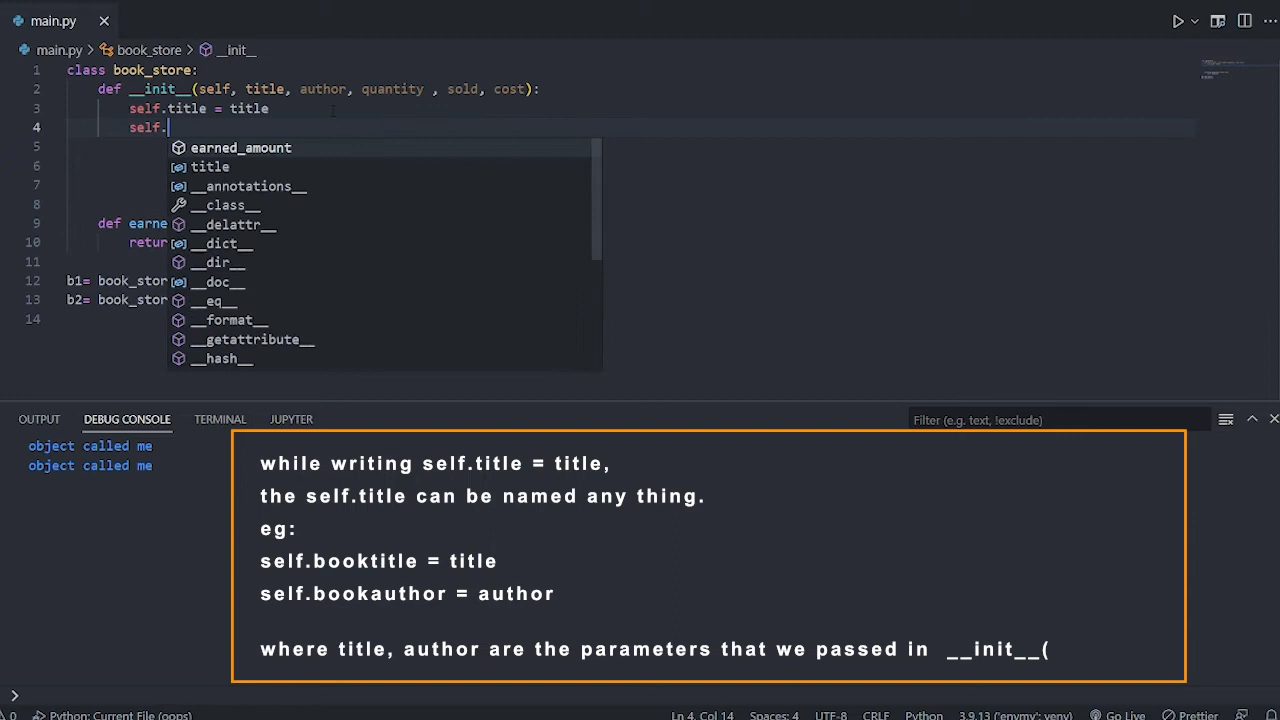 main.py
main.py > book_store > __init__
1 class book_store:
2 def __init__(self, title, author, quantity , sold, cost):
3 self.title = title
4 self.
earned_amount
5
title
6
__annotations__
7
__class__
8
__delattr__
9 def earne
__dict__
10 retur
__dir__
11
__doc__
12 b1= book_stor
__eq__
13 b2= book_stor
__format__
14
__getattribute__
__hash__
OUTPUT DEBUG CONSOLE TERMINAL JUPYTER Filter (e.g. text, !exclude)
object called me
object called me
while writing self.title = title,
the self.title can be named any thing.
eg:
self.booktitle = title
self.bookauthor = author
where title, author are the parameters that we passed in __init__(
>
0 Python: Current File (oops) Ln 4, Col 14 Spaces: 4 UTF-8 CRLF Python 3.9.13 ('envmy': venv) Go Live Prettier